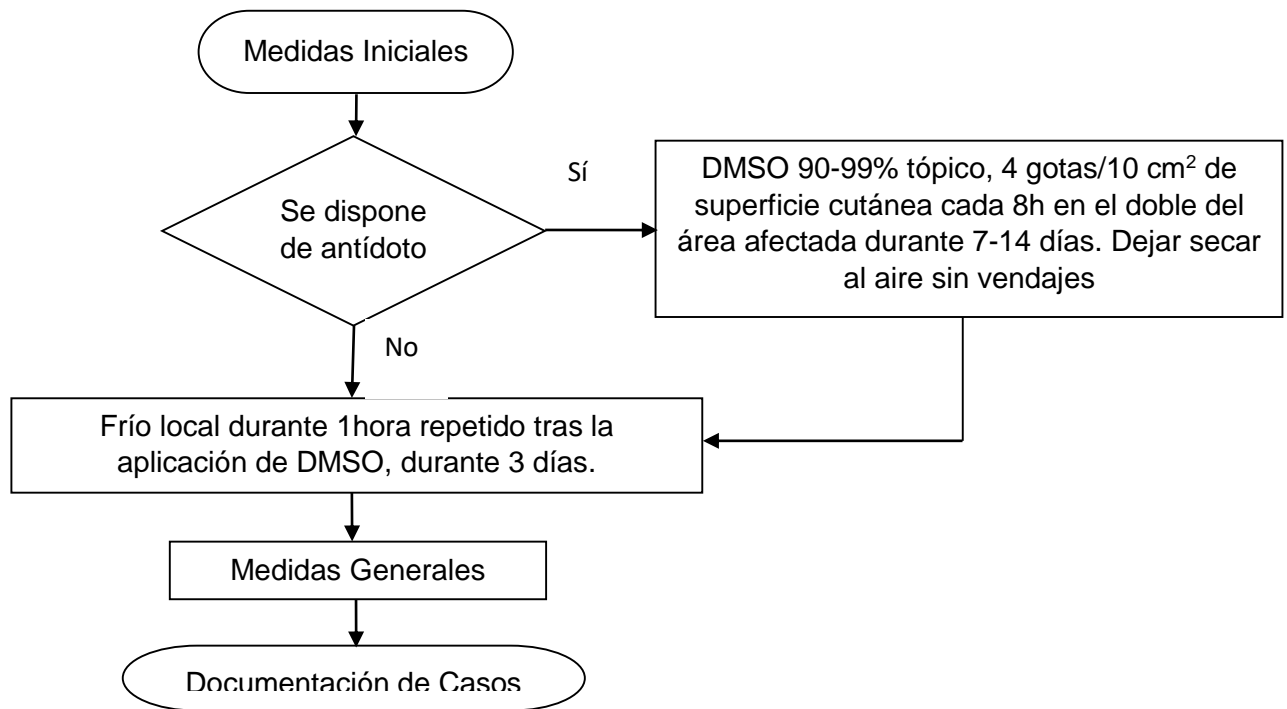 Medidas Iniciales
Se dispone
de antídoto
Sí
DMSO 90-99% tópico, 4 gotas/10 cm² de
superficie cutánea cada 8h en el doble del
área afectada durante 7-14 días. Dejar secar
al aire sin vendajes
No
Frío local durante 1hora repetido tras la
aplicación de DMSO, durante 3 días.
Medidas Generales
Documentación de Casos